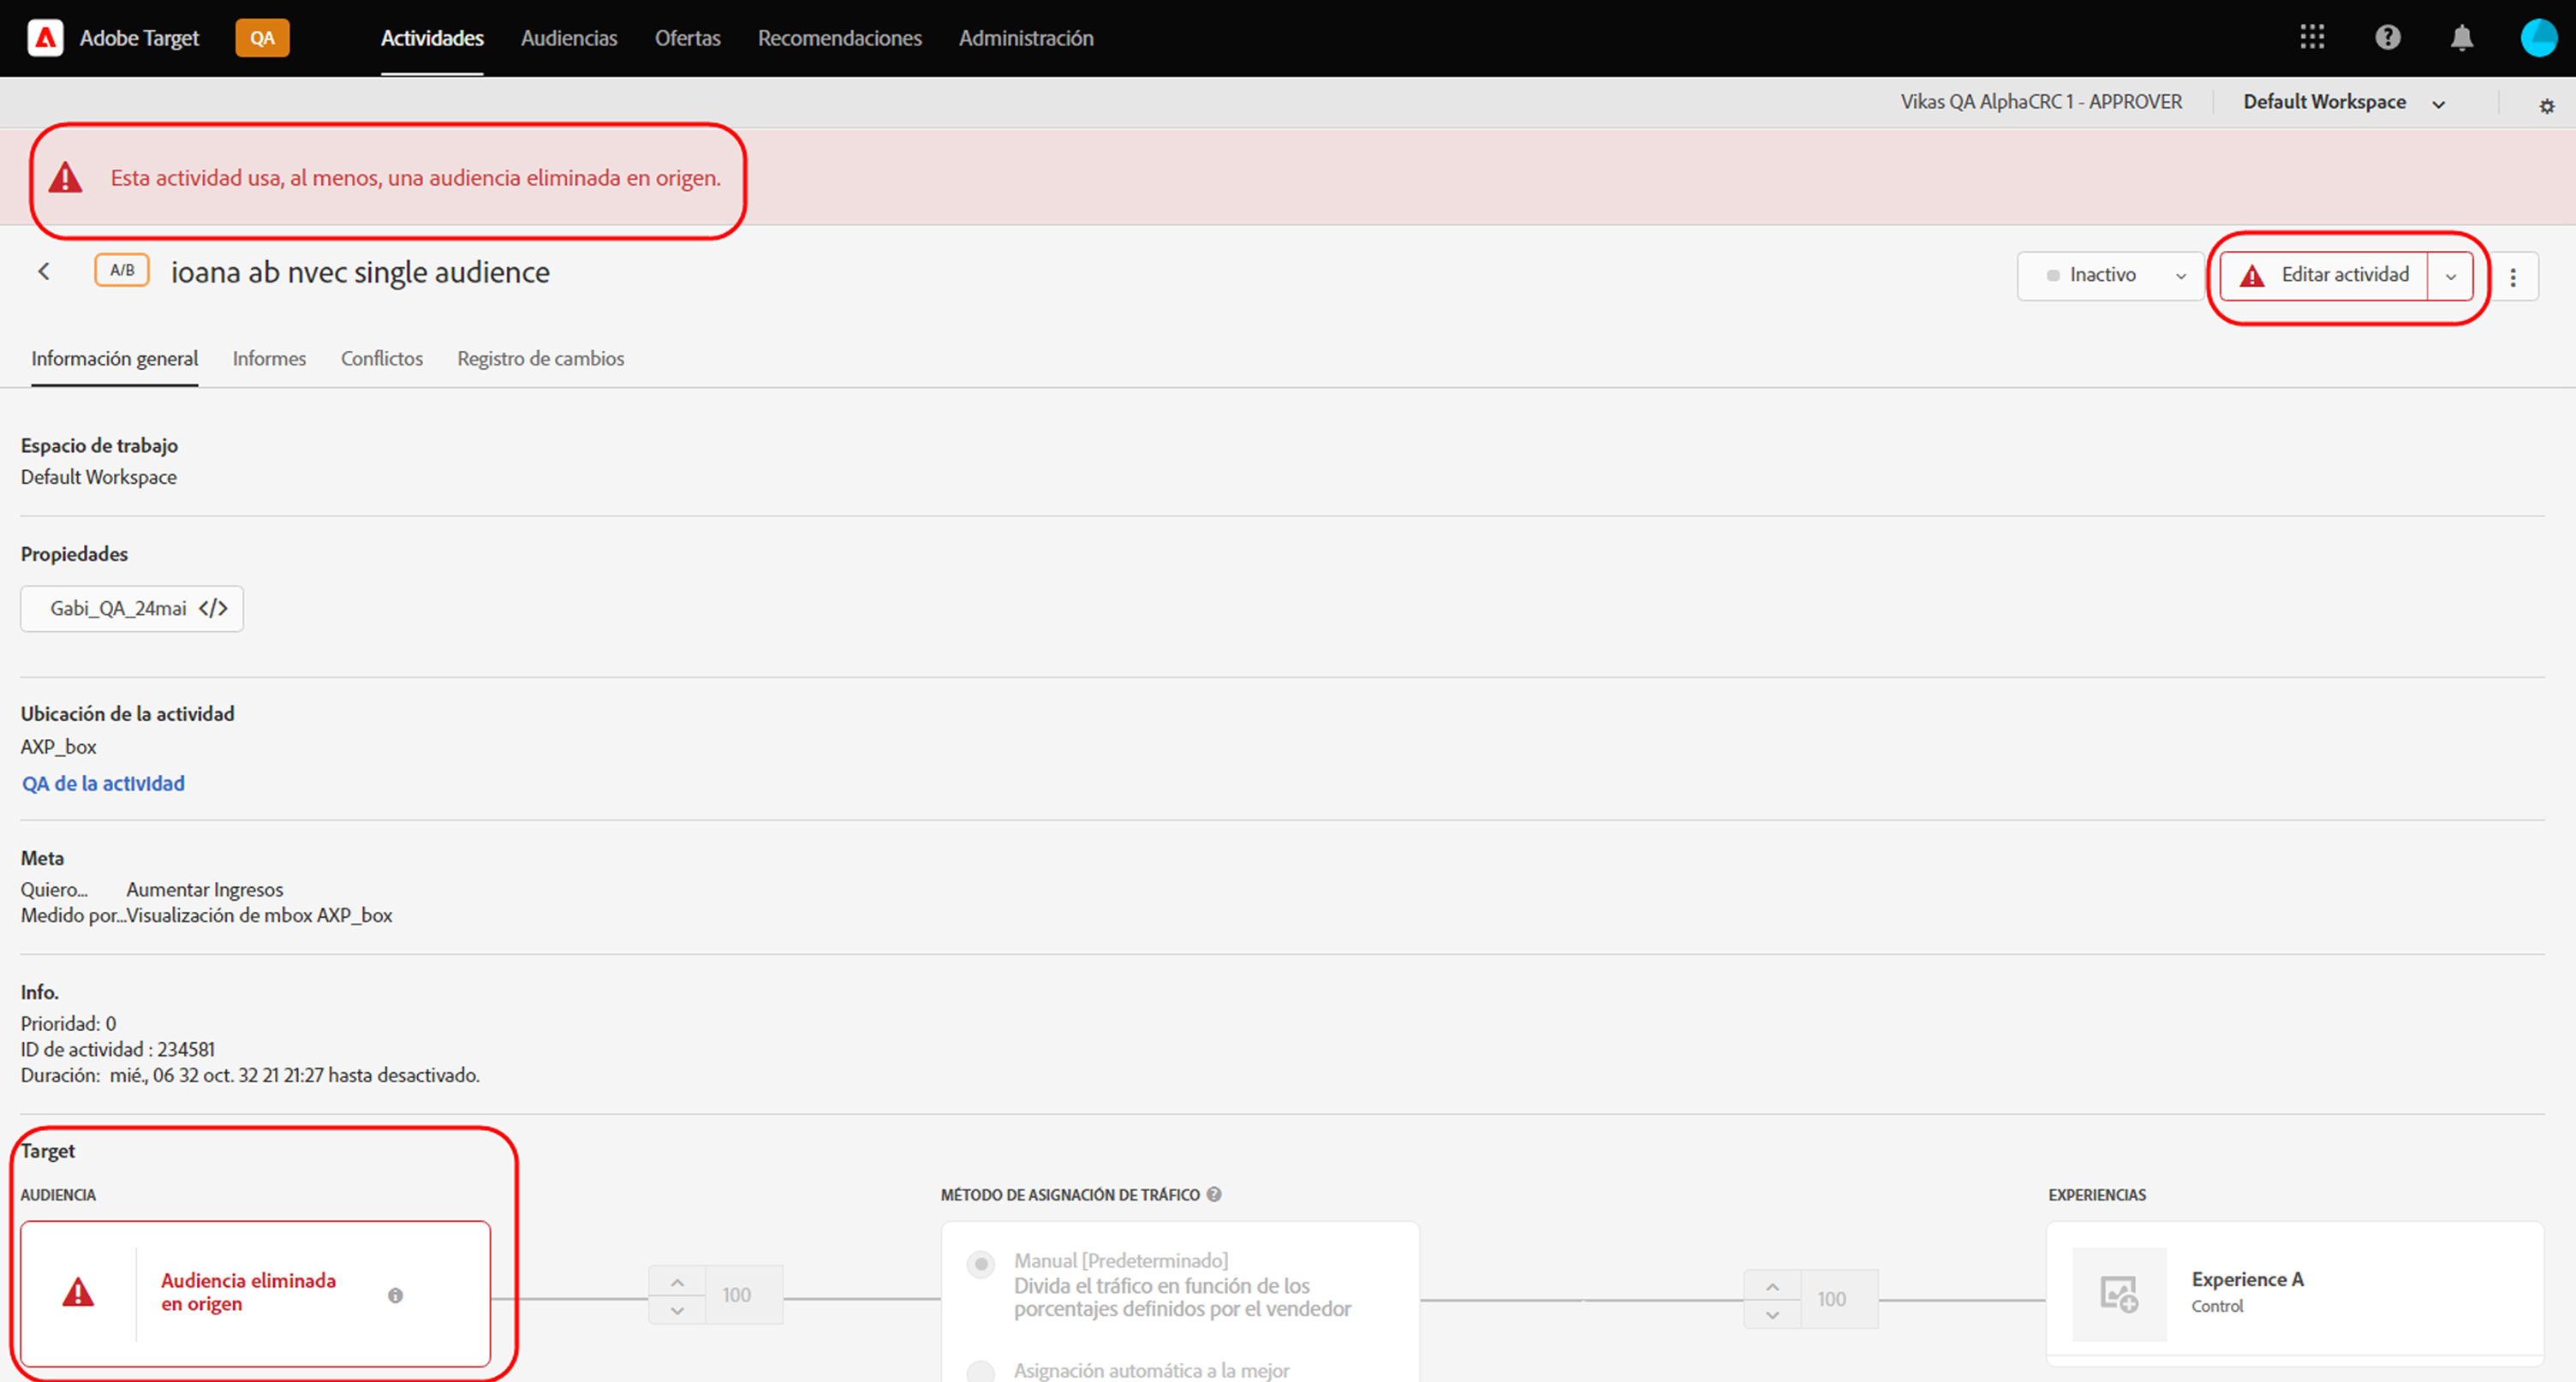 Adobe Target QA Actividades Audiencias Ofertas Recomendaciones Administración
Vikas QA AlphaCRC 1 - APPROVER Default Workspace
Esta actividad usa, al menos, una audiencia eliminada en origen.
A/B ioana ab nvec single audience Inactivo Editar actividad
Información general Informes Conflictos Registro de cambios
Espacio de trabajo
Default Workspace
Propiedades
Gabi_QA_24mai </>
Ubicación de la actividad
AXP_box
QA de la actividad
Meta
Quiero... Aumentar Ingresos
Medido por...Visualización de mbox AXP_box
Info.
Prioridad: 0
ID de actividad : 234581
Duración: mié., 06 32 oct. 32 21 21:27 hasta desactivado.
Target
AUDIENCIA
Audiencia eliminada
en origen
100
MÉTODO DE ASIGNACIÓN DE TRÁFICO
Manual [Predeterminado]
Divida el tráfico en función de los
porcentajes definidos por el vendedor
Asignación automática a la mejor
100
EXPERIENCIAS
Experience A
Control